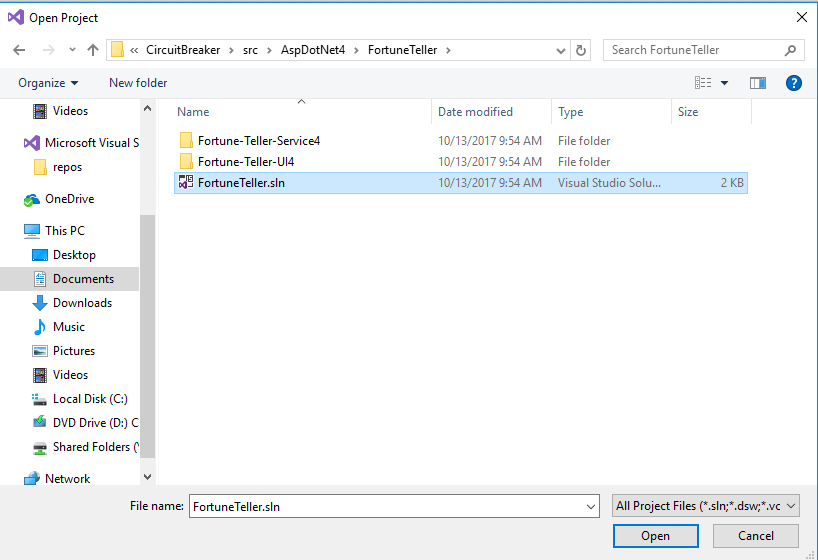 Open Project
« CircuitBreaker › src › AspDotNet4 › FortuneTeller ›
Search FortuneTeller
Organize
New folder
Name
Date modified
Type
Size
Videos
Microsoft Visual S
repos
OneDrive
This PC
Desktop
Documents
Downloads
Music
Pictures
Videos
Local Disk (C:)
DVD Drive (D:) C
Shared Folders (\
Network
Fortune-Teller-Service4 10/13/2017 9:54 AM File folder
Fortune-Teller-UI4 10/13/2017 9:54 AM File folder
FortuneTeller.sln 10/13/2017 9:54 AM Visual Studio Solu... 2 KB
File name: FortuneTeller.sln
All Project Files (*.sln;*.dsw;*.vc
Open
Cancel